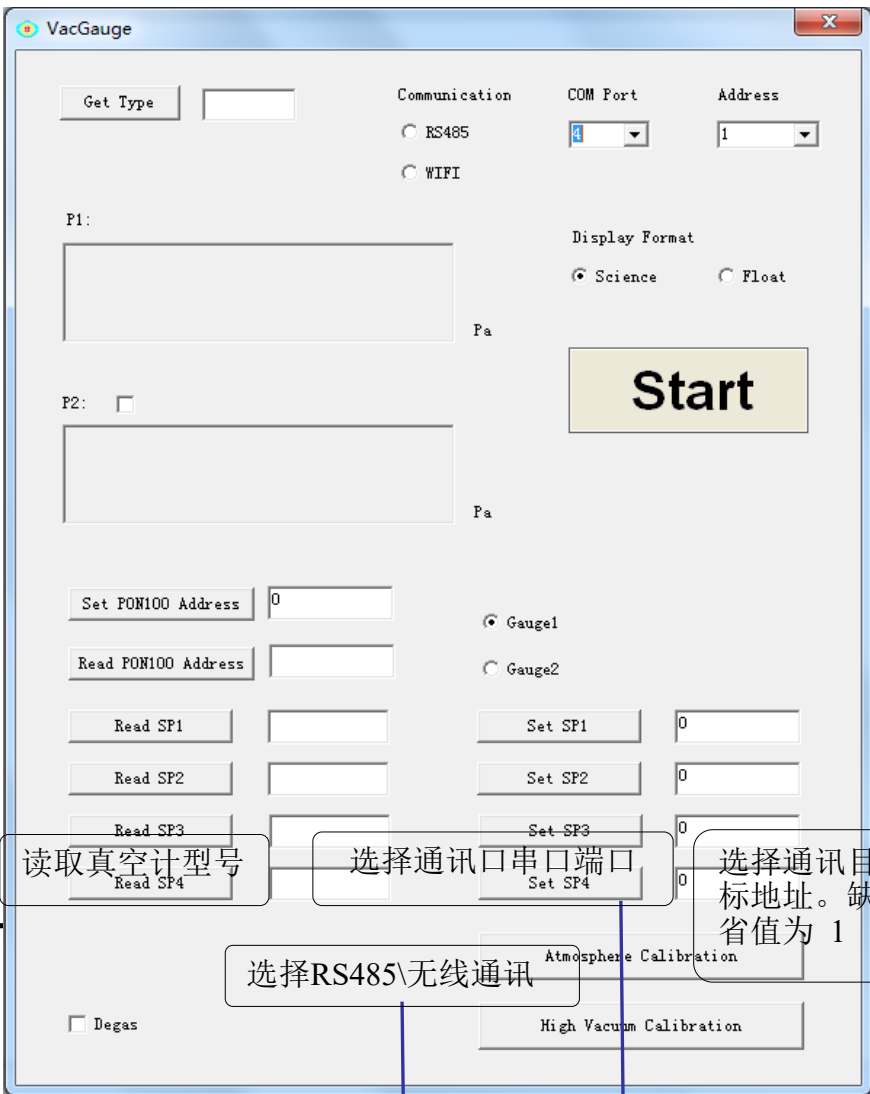 VacGauge
Get Type
Communication
COM Port
Address
RS485
4
1
WIFI
P1:
Display Format
Science
Float
Pa
Start
P2:
Pa
Set PON100 Address
0
Gauge1
Read PON100 Address
Gauge2
Read SP1
Set SP1
0
Read SP2
Set SP2
0
Read SP3
Set SP3
0
读取真空计型号
选择通讯口串口端口
选择通讯目
标地址。缺
省值为 1
Read SP4
Set SP4
0
选择RS485\无线通讯
Atmosphere Calibration
Degas
High Vacuum Calibration